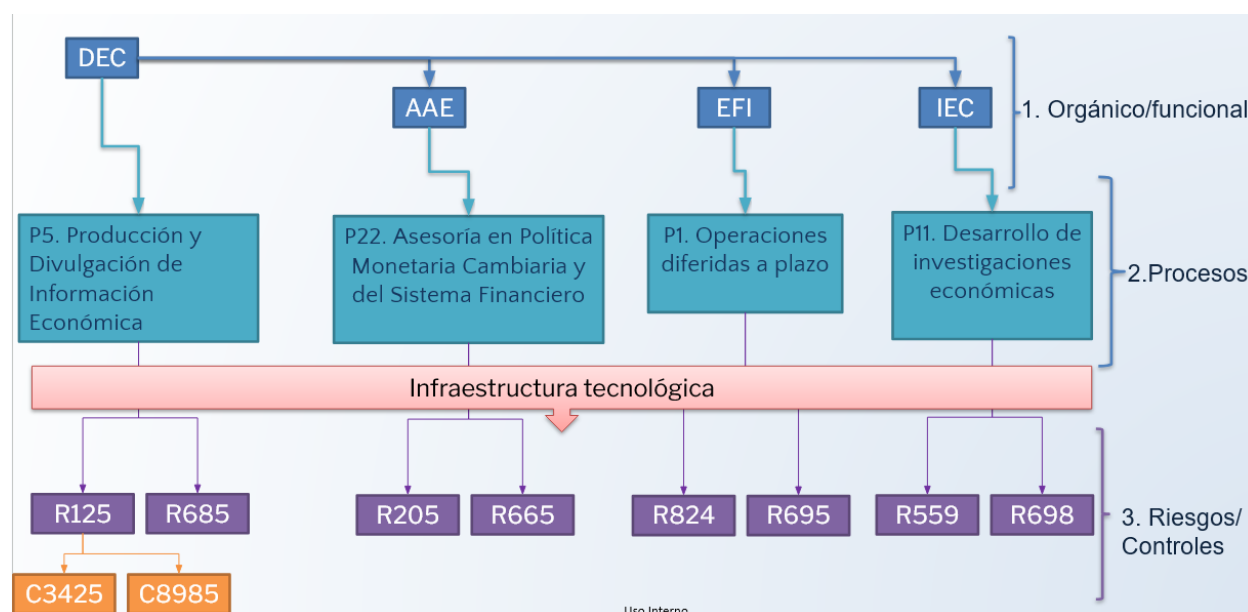 DEC
AAE
EFI
IEC
1. Orgánico/funcional
P5. Producción y
Divulgación de
Información
Económica
P22. Asesoría en Política
Monetaria Cambiaria y
del Sistema Financiero
P1. Operaciones
diferidas a plazo
P11. Desarrollo de
investigaciones
económicas
2.Procesos
Infraestructura tecnológica
R125
R685
R205
R665
R824
R695
R559
R698
3. Riesgos/
Controles
C3425
C8985
Uso Interno